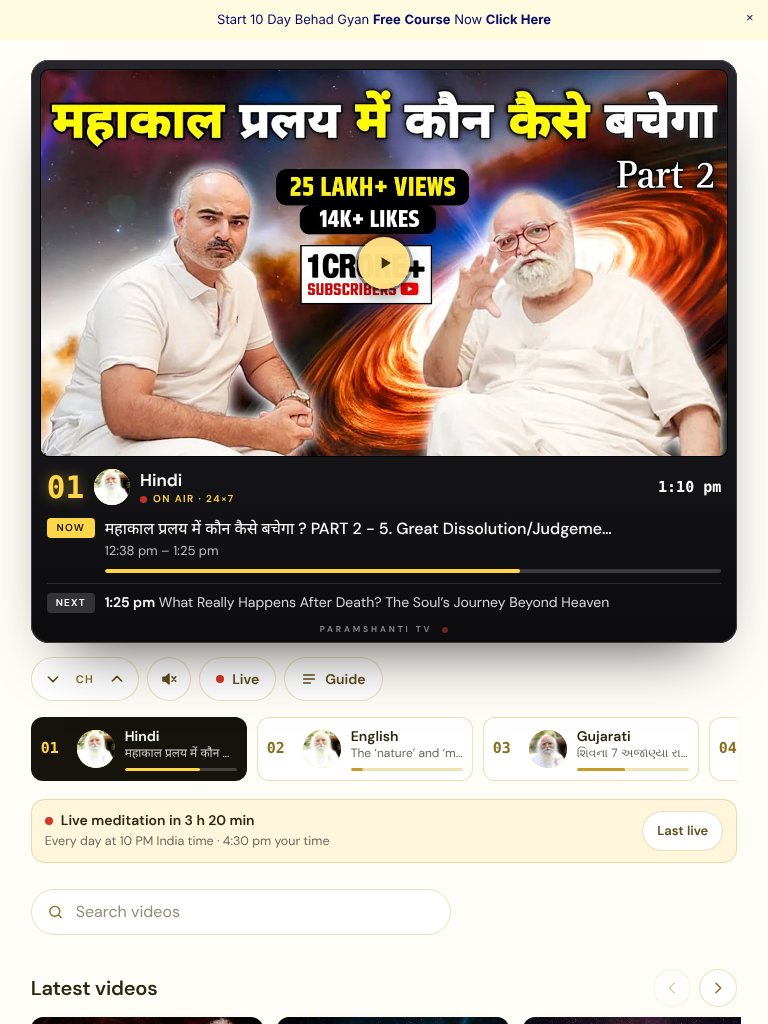 Start 10 Day Behad Gyan Free Course Now Click Here
×
महाकाल प्रलय में कौन कैसे बचेगा
Part 2
25 LAKH+ VIEWS
14K+ LIKES
SUBSCRIBERS
01
Hindi
ON AIR · 24×7
1:10 pm
NOW
महाकाल प्रलय में कौन कैसे बचेगा ? PART 2 - 5. Great Dissolution/Judgeme...
12:38 pm – 1:25 pm
NEXT
1:25 pm What Really Happens After Death? The Soul's Journey Beyond Heaven
PARAMSHANTI TV
CH
Live
Guide
01
Hindi
महाकाल प्रलय में कौन ...
02
English
The 'nature' and 'm...
03
Gujarati
શિવના 7 અજાણ્યા રા...
04
Live meditation in 3 h 20 min
Every day at 10 PM India time · 4:30 pm your time
Last live
Search videos
Latest videos